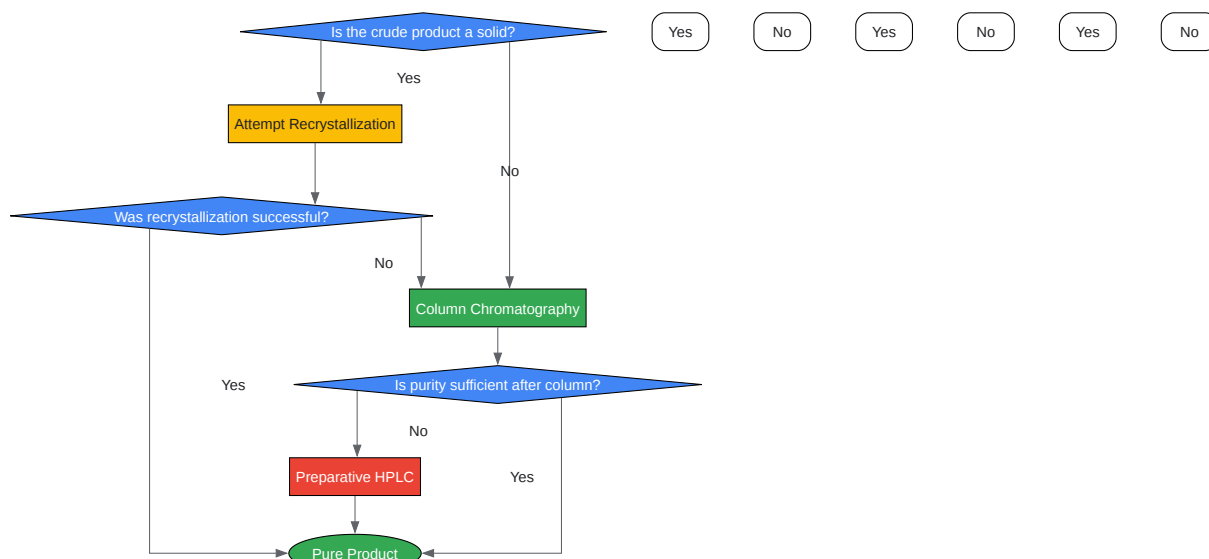 Is the crude product a solid?
Yes
No
Yes
No
Yes
No
Yes
Attempt Recrystallization
No
Was recrystallization successful?
No
Column Chromatography
Yes
Is purity sufficient after column?
No
Preparative HPLC
Yes
Pure Product